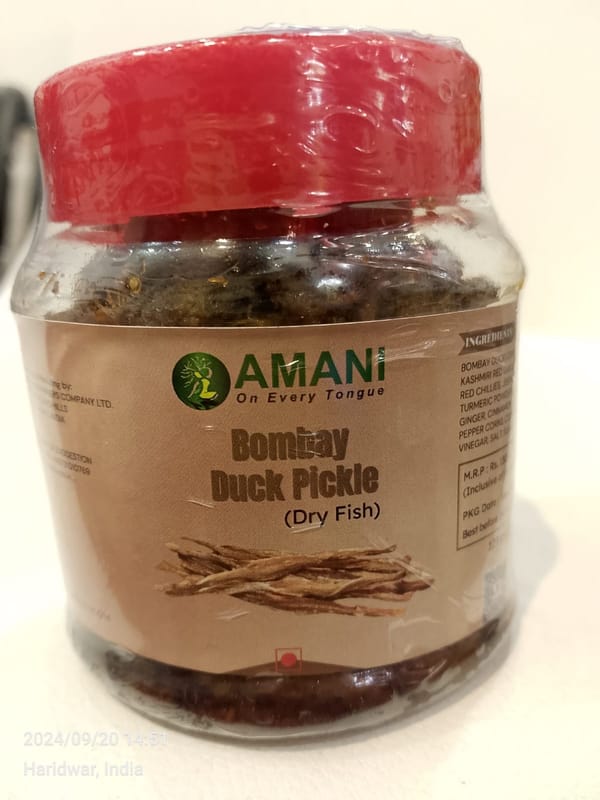 AMANI
On Every Tongue
Bombay
Duck Pickle
(Dry Fish)
by:
COMPANY LTD.
INGREDIENTS
BOMBAY DUCK
KASHMIRI RED
RED CHILLIES,
TURMERIC
GINGER,
PEPPER CORNS,
VINEGAR, SALT,
M.R.P : Rs.
(Inclusive of
PKG Date :
Best before
2024/09/20 14:51
Haridwar, India